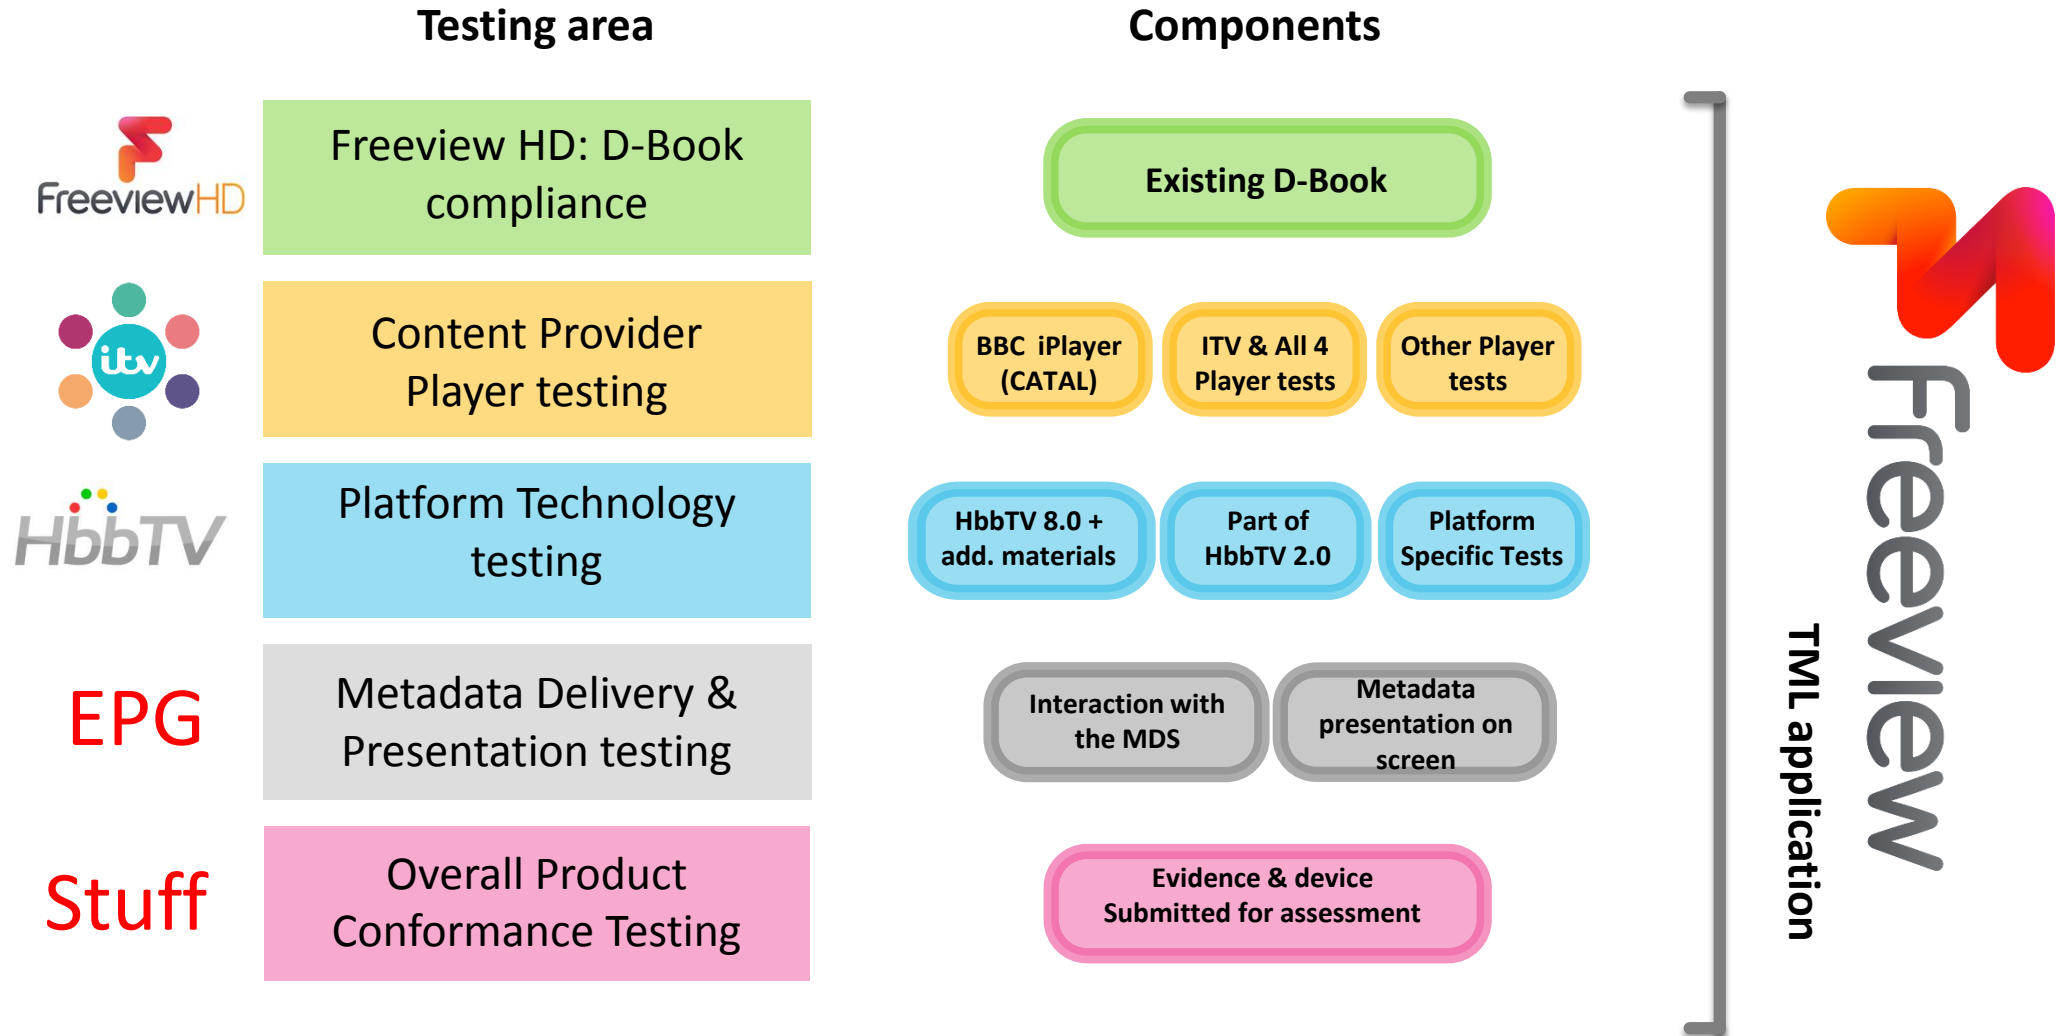 Testing area
Components
FreeviewHD
Freeview HD: D-Book
compliance
Existing D-Book
itv
Content Provider
Player testing
BBC iPlayer
(CATAL)
ITV & All 4
Player tests
Other Player
tests
HbbTV
Platform Technology
testing
HbbTV 8.0 +
add. materials
Part of
HbbTV 2.0
Platform
Specific Tests
EPG
Metadata Delivery &
Presentation testing
Interaction with
the MDS
Metadata
presentation on
screen
Stuff
Overall Product
Conformance Testing
Evidence & device
Submitted for assessment
TML application
Freeview